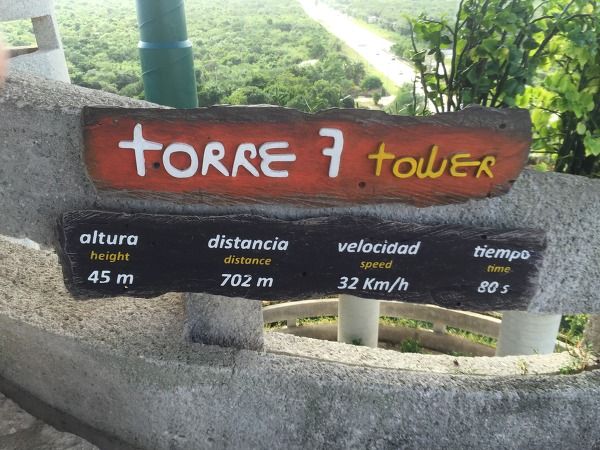 torre 7 tower
altura distancia velocidad tiempo
height distance speed time
45 m 702 m 32 Km/h 80 s